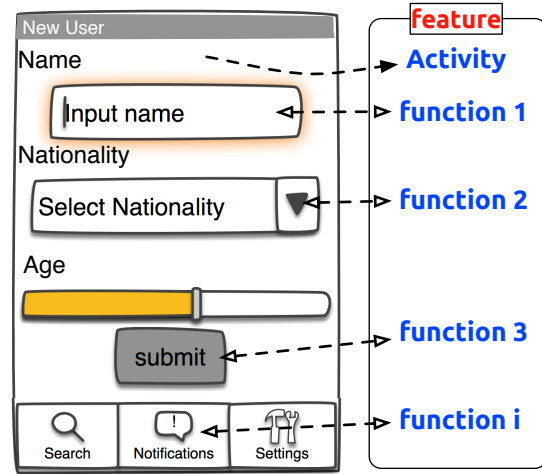 New User
Name
Input name
Nationality
Select Nationality
Age
submit
Search
!
Notifications
Settings
feature
Activity
function 1
function 2
function 3
function i